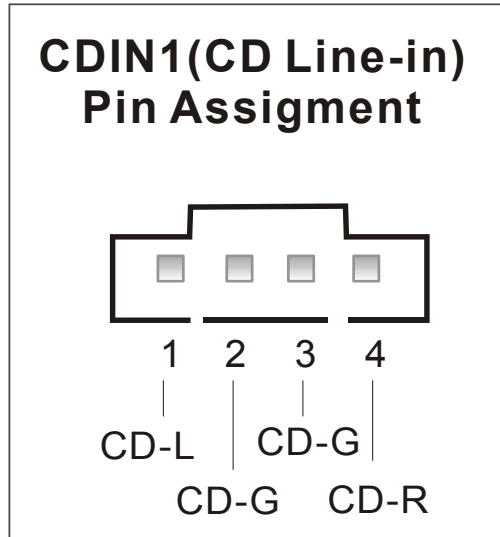 CDIN1(CD Line-in)
Pin Assigment
1 2 3 4
CD-L CD-G
CD-G CD-R